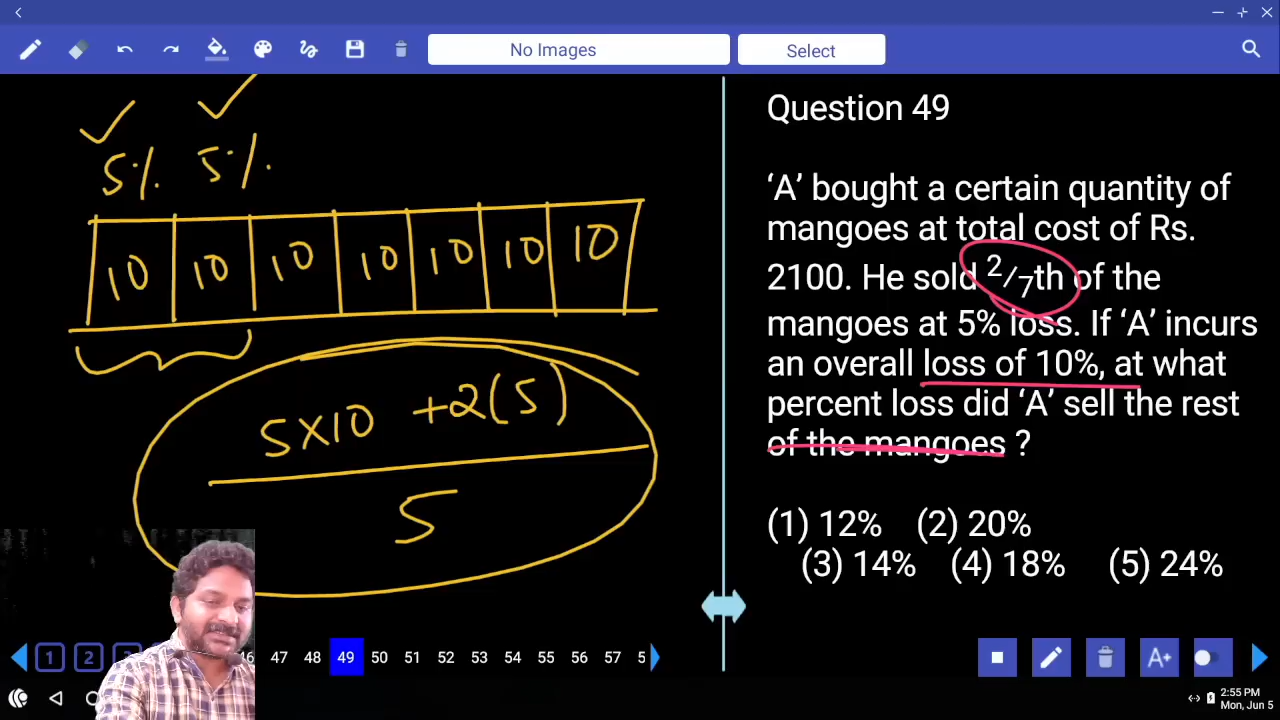 No Images
Select
5% 5%
10 10 10 10 10 10 10
5×10 +2(5)
5
Question 49
‘A’ bought a certain quantity of
mangoes at total cost of Rs.
2100. He sold 2/7th of the
mangoes at 5% loss. If ‘A’ incurs
an overall loss of 10%, at what
percent loss did ‘A’ sell the rest
of the mangoes ?
(1) 12% (2) 20%
(3) 14% (4) 18% (5) 24%
1 2 3 46 47 48 49 50 51 52 53 54 55 56 57 5
A+
2:55 PM
Mon, Jun 5